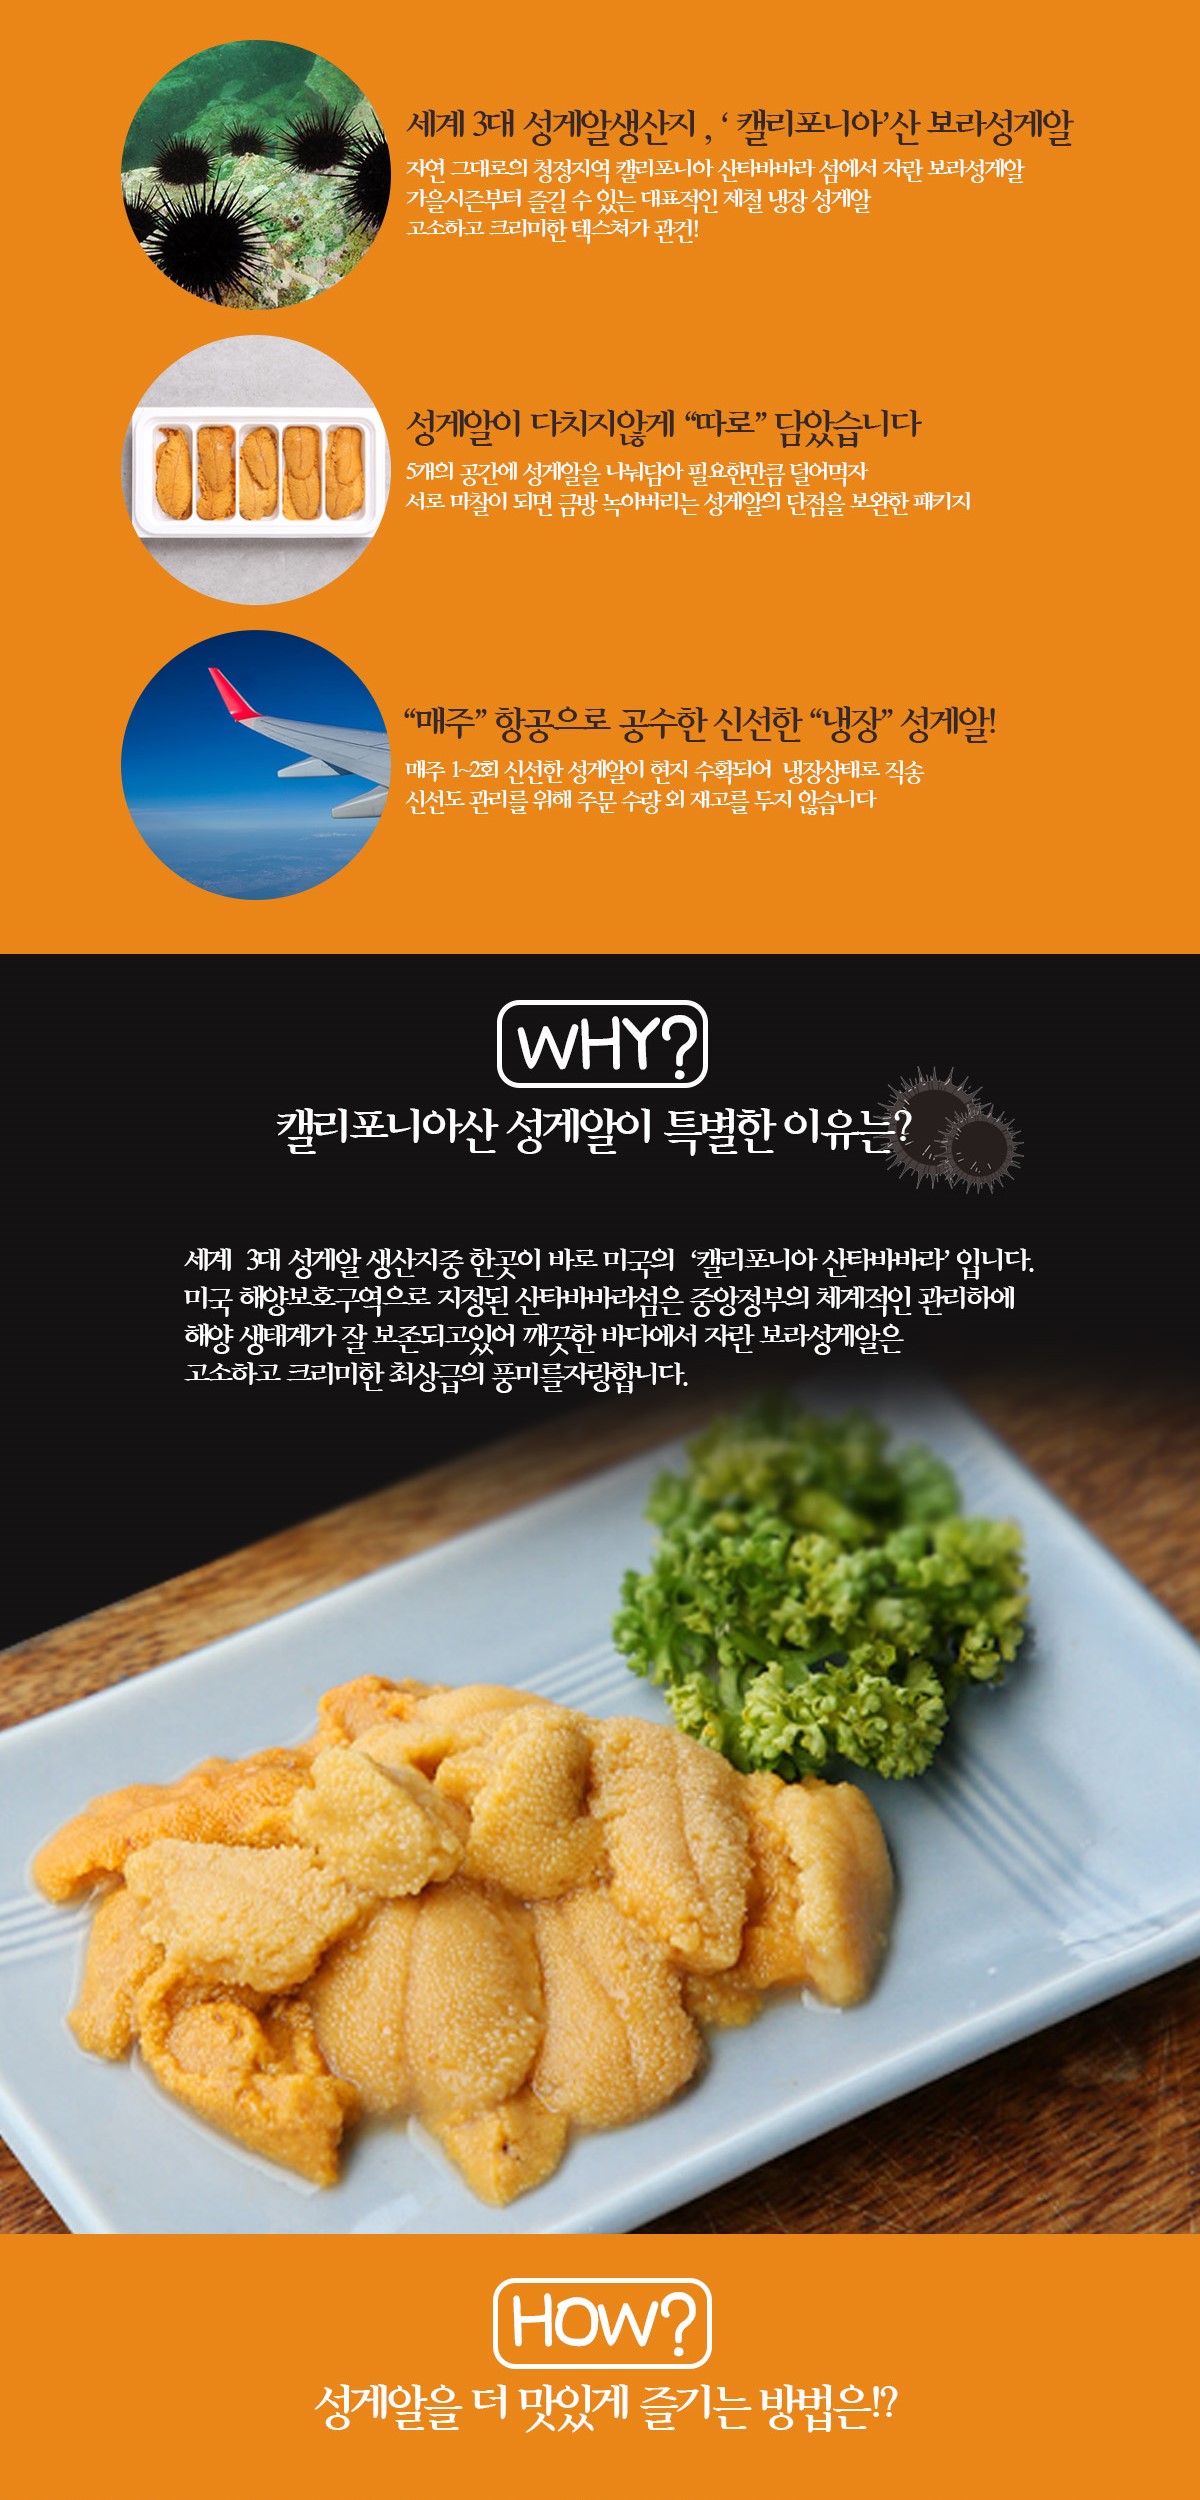 세계 3대 성게알생산지 , ‘ 캘리포니아’산 보라성게알
자연 그대로의 청정지역 캘리포니아 산타바바라 섬에서 자란 보라성게알
가을시즌부터 즐길 수 있는 대표적인 제철 냉장 성게알
고소하고 크리미한 텍스쳐가 관건!
성게알이 다치지않게 “따로” 담았습니다
5개의 공간에 성게알을 나눠담아 필요한만큼 덜어먹자
서로 마찰이 되면 금방 녹아버리는 성게알의 단점을 보완한 패키지
“매주” 항공으로 공수한 신선한 “냉장” 성게알!
매주 1~2회 신선한 성게알이 현지 수확되어 냉장상태로 직송
신선도 관리를 위해 주문 수량 외 재고를 두지 않습니다
WHY?
캘리포니아산 성게알이 특별한 이유는?
세계 3대 성게알 생산지중 한곳이 바로 미국의 ‘캘리포니아 산타바바라’ 입니다.
미국 해양보호구역으로 지정된 산타바바라섬은 중앙정부의 체계적인 관리하에
해양 생태계가 잘 보존되고있어 깨끗한 바다에서 자란 보라성게알은
고소하고 크리미한 최상급의 풍미를자랑합니다.
HOW?
성게알을 더 맛있게 즐기는 방법은!?